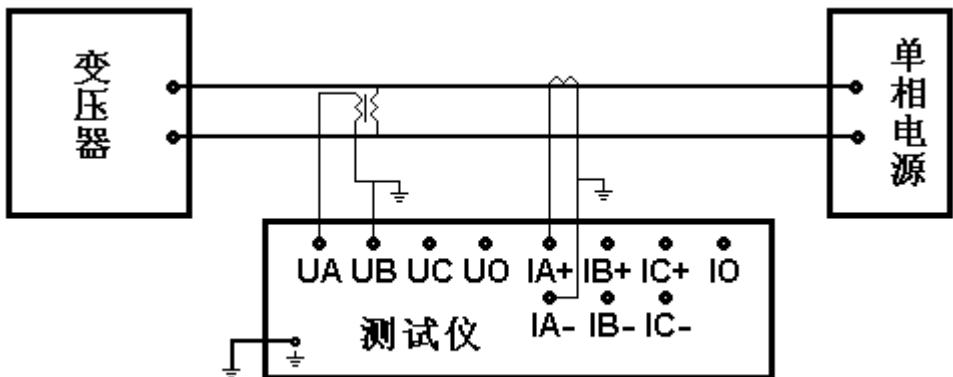 变压器
单相电源
UA UB UC UO IA+ IB+ IC+ IO
IA- IB- IC-
测试仪